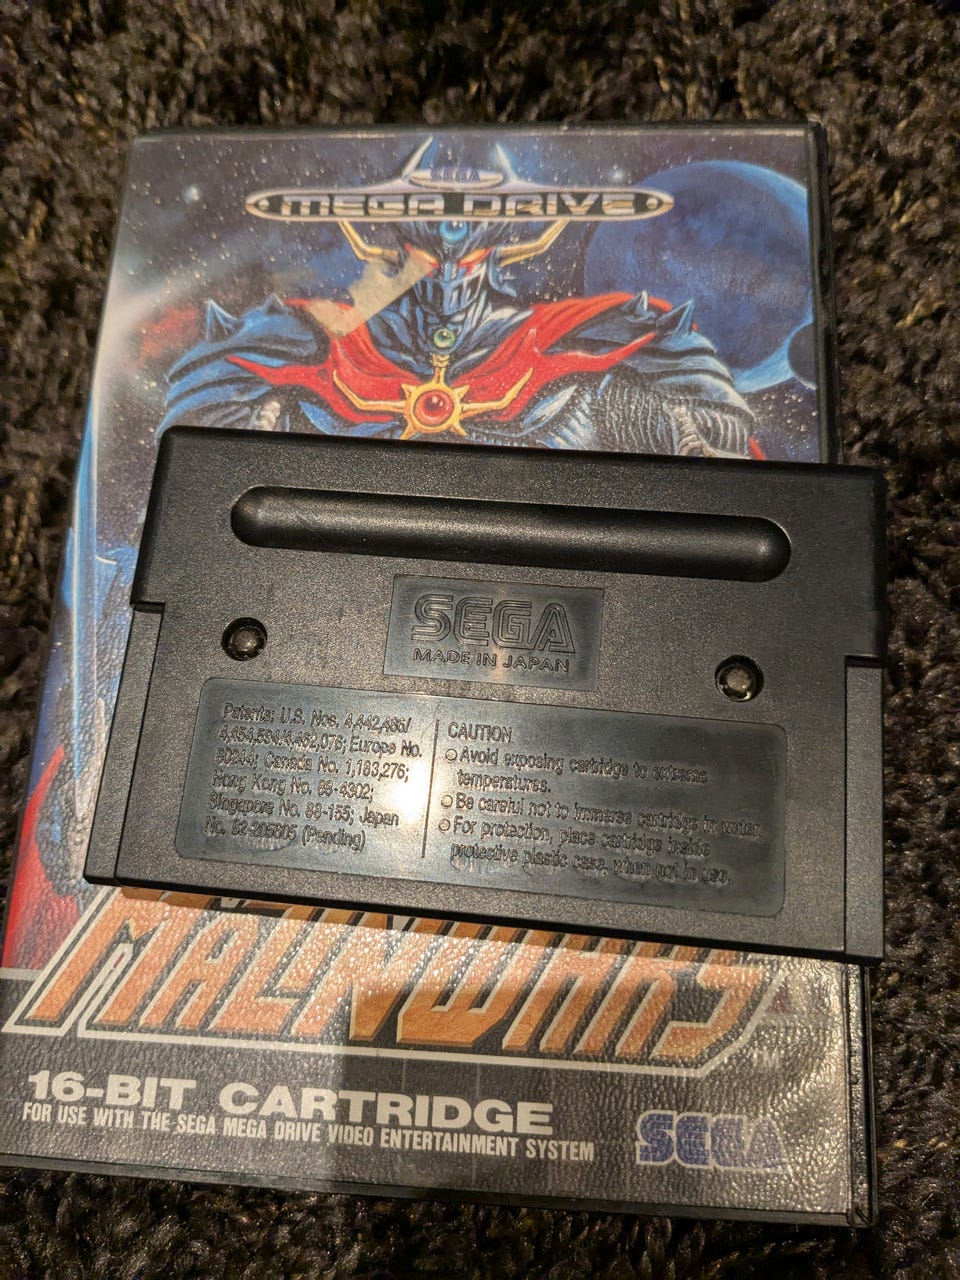 SEGA
MEGA DRIVE
SEGA
MADE IN JAPAN
Patents: U.S. Nos. 4,442,486/
4,454,594/4,462,076; Europe No.
80244; Canada No. 1,183,276;
Hong Kong No. 88-4302;
Singapore No. 88-155; Japan
No. 82-205605 (Pending)
CAUTION
Avoid exposing cartridge to extreme
temperatures.
Be careful not to immerse cartridge in water.
For protection, place cartridge inside
protective plastic case, when not in use.
16-BIT CARTRIDGE
FOR USE WITH THE SEGA MEGA DRIVE VIDEO ENTERTAINMENT SYSTEM
SEGA
TM